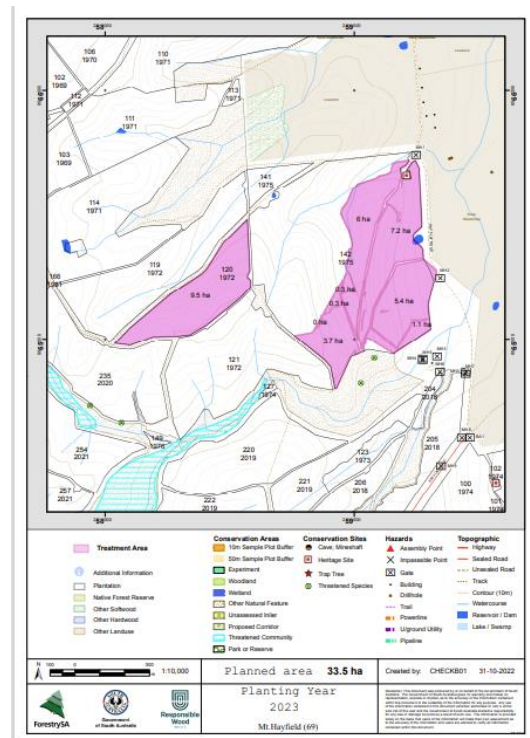 106
1970
110
1971
102
1969
112
1971
113
1971
111
1971
103
1969
141
1975
114
1971
6 ha
7.2 ha
142
1975
119
1972
120
1972
9.5 ha
0.3 ha
0.3 ha
5.4 ha
0 ha
1.1 ha
3.7 ha
121
1972
235
2020
127
1974
204
2018
149
1976
220
2019
123
1973
205
2018
254
2021
206
2018
100
1974
102
1974
257
2021
222
2019
101
Treatment Area
Additional Information
Plantation
Native Forest Reserve
Other Softwood
Other Hardwood
Other Landuse
Conservation Areas
10m Sample Plot Buffer
50m Sample Plot Buffer
Experiment
Woodland
Wetland
Other Natural Feature
Unassessed Inlier
Proposed Corridor
Threatened Community
Park or Reserve
Conservation Sites
Cave, Mineshaft
Heritage Site
Trap Tree
Threatened Species
Hazards
Assembly Point
Impassable Point
Gate
Building
Drillhole
Trail
Powerline
U/ground Utility
Pipeline
Topographic
Highway
Sealed Road
Unsealed Road
Track
Contour (10m)
Watercourse
Reservoir / Dam
Lake / Swamp
N
100 0
1:10,000
Planned area 33.5 ha
Created by: CHECKB01 31-10-2022
Planting Year
2023
Mt Hayfield (69)
ForestrySA
Government
of South Australia
Responsible
Wood